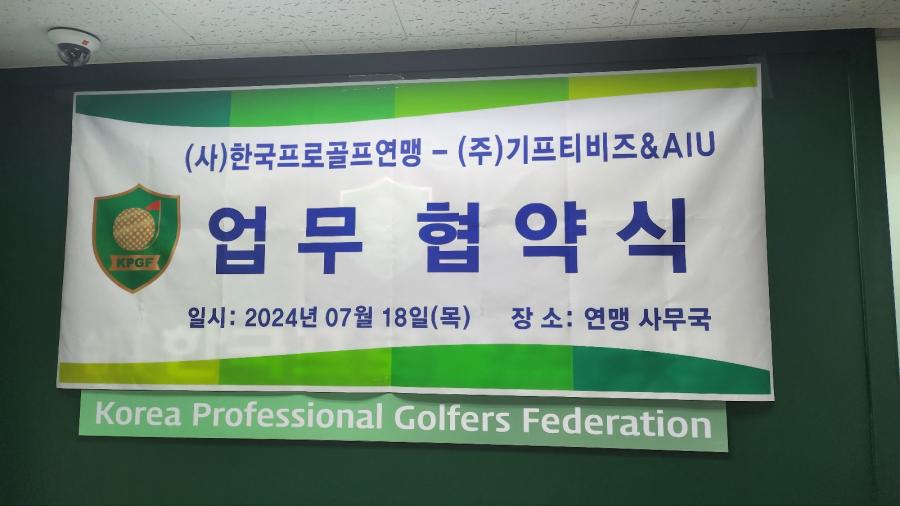 (사)한국프로골프연맹 – (주)기프티비즈&AIU
업무 협약식
KPGF
일시: 2024년 07월 18일(목) 장 소: 연맹 사무국
Korea Professional Golfers Federation